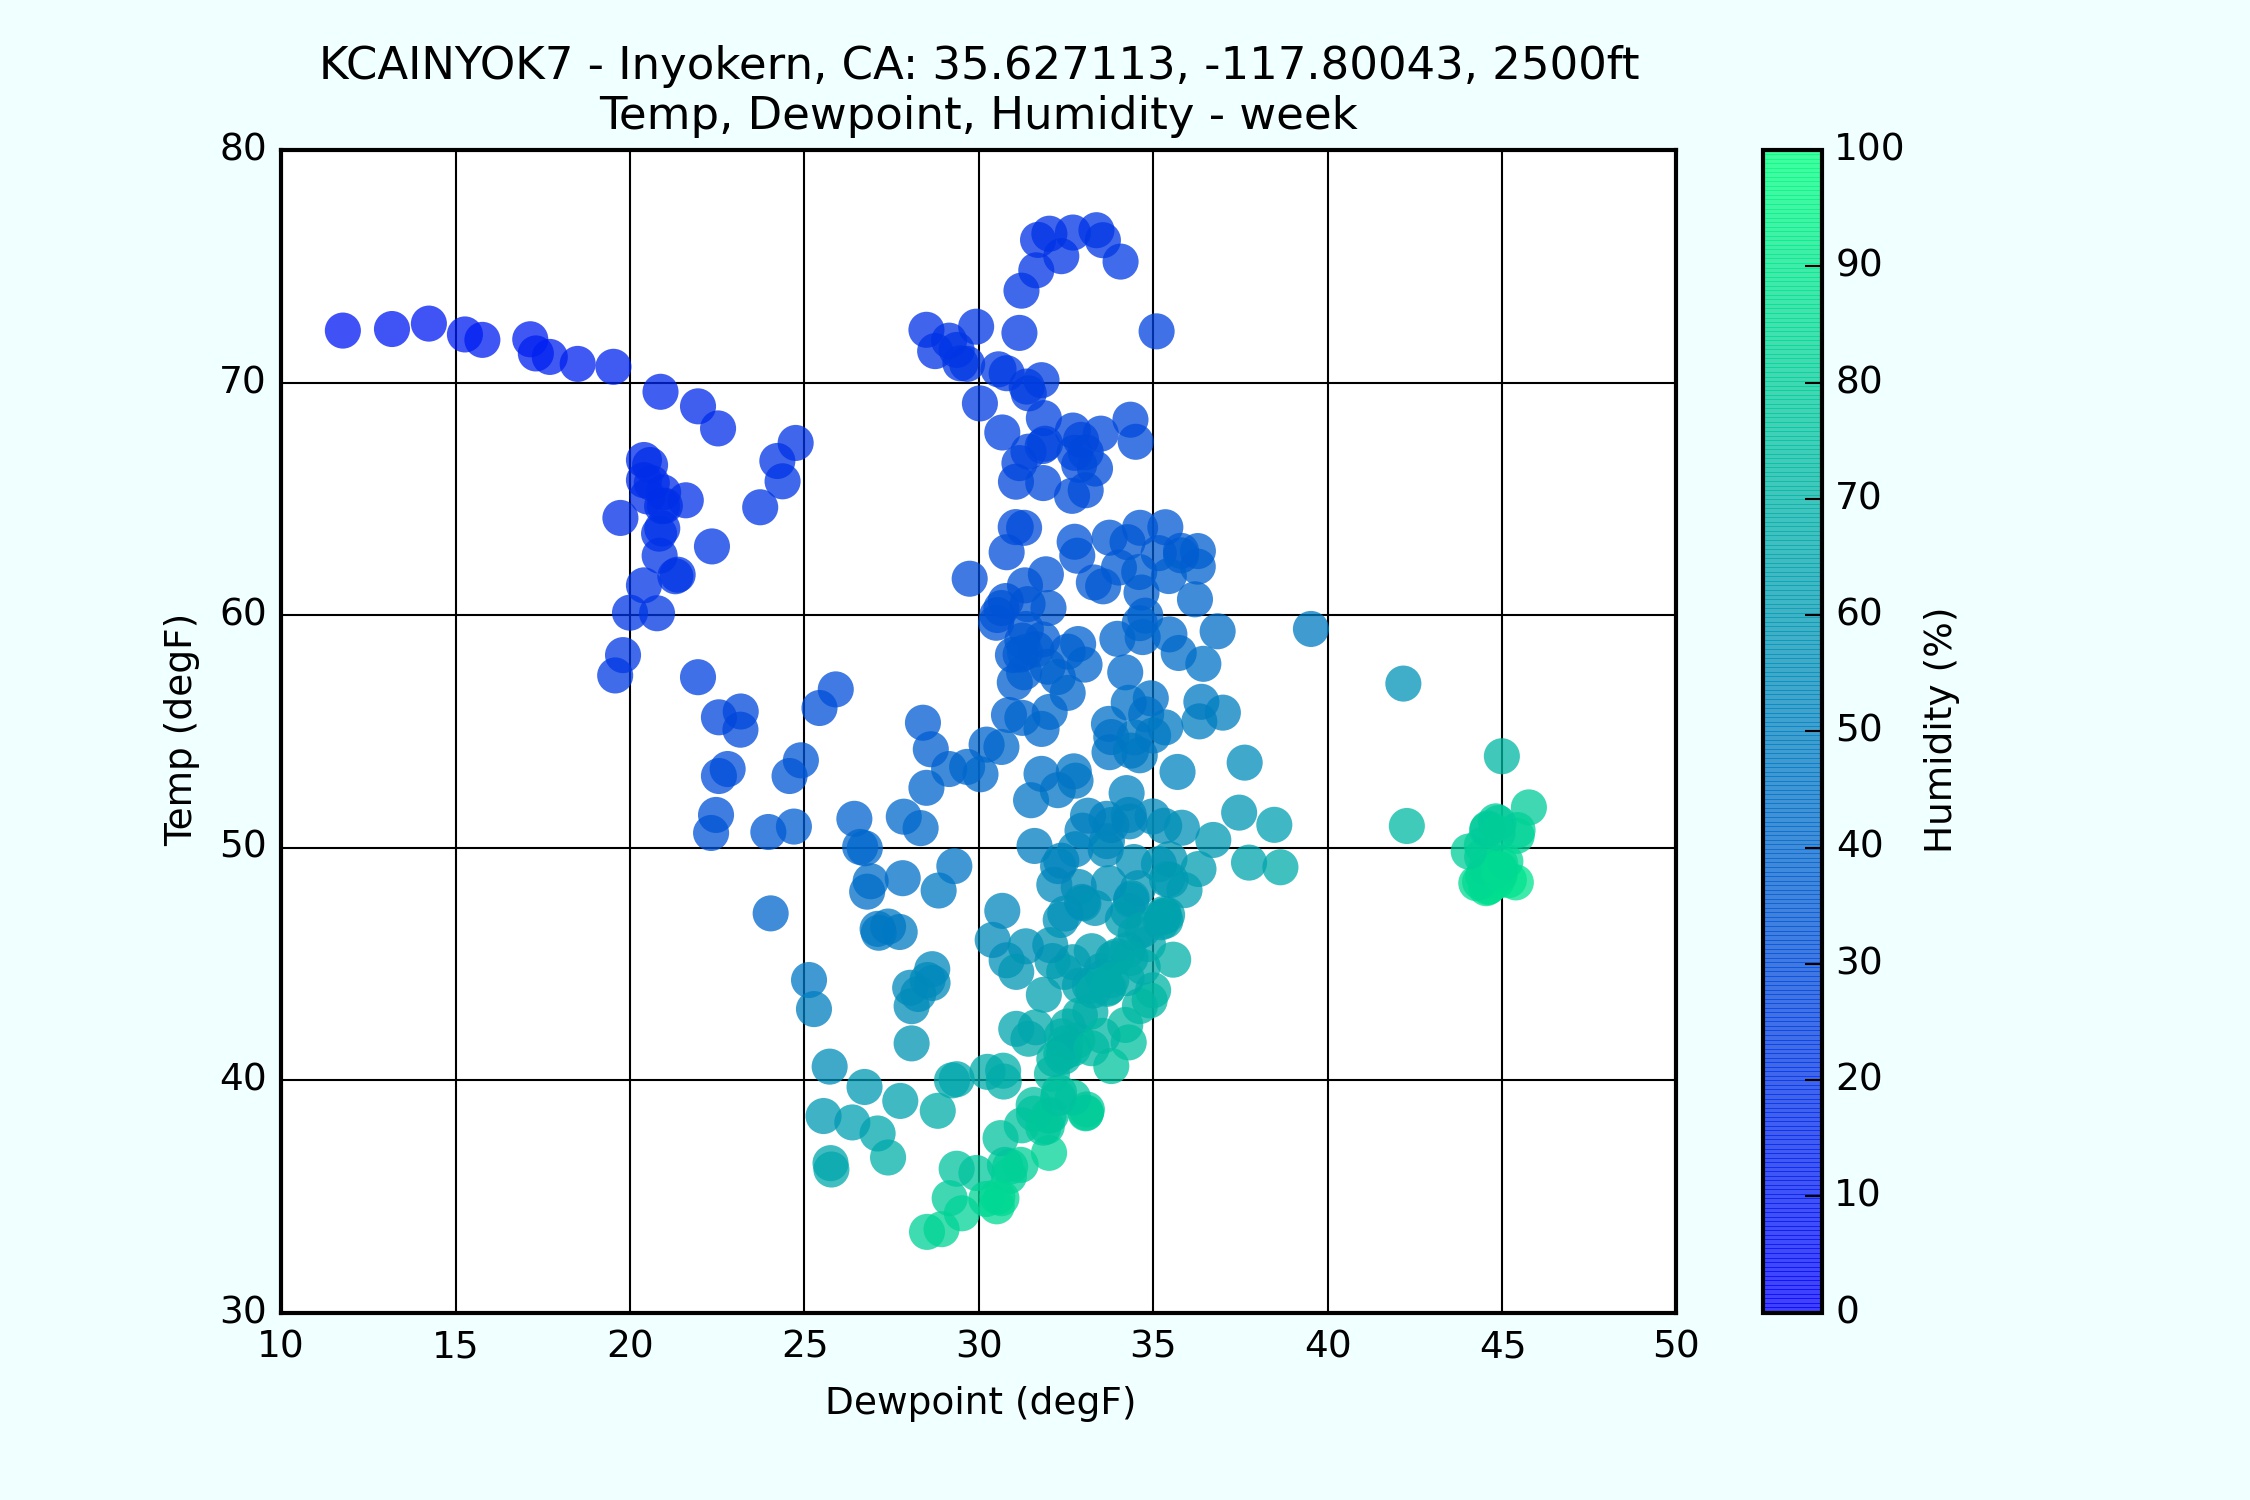 KCAINYOK7 - Inyokern, CA: 35.627113, -117.80043, 2500ft
Temp, Dewpoint, Humidity - week
80
70
60
50
40
30
Temp (degF)
10 15 20 25 30 35 40 45 50
Dewpoint (degF)
100
90
80
70
60
50
40
30
20
10
0
Humidity (%)